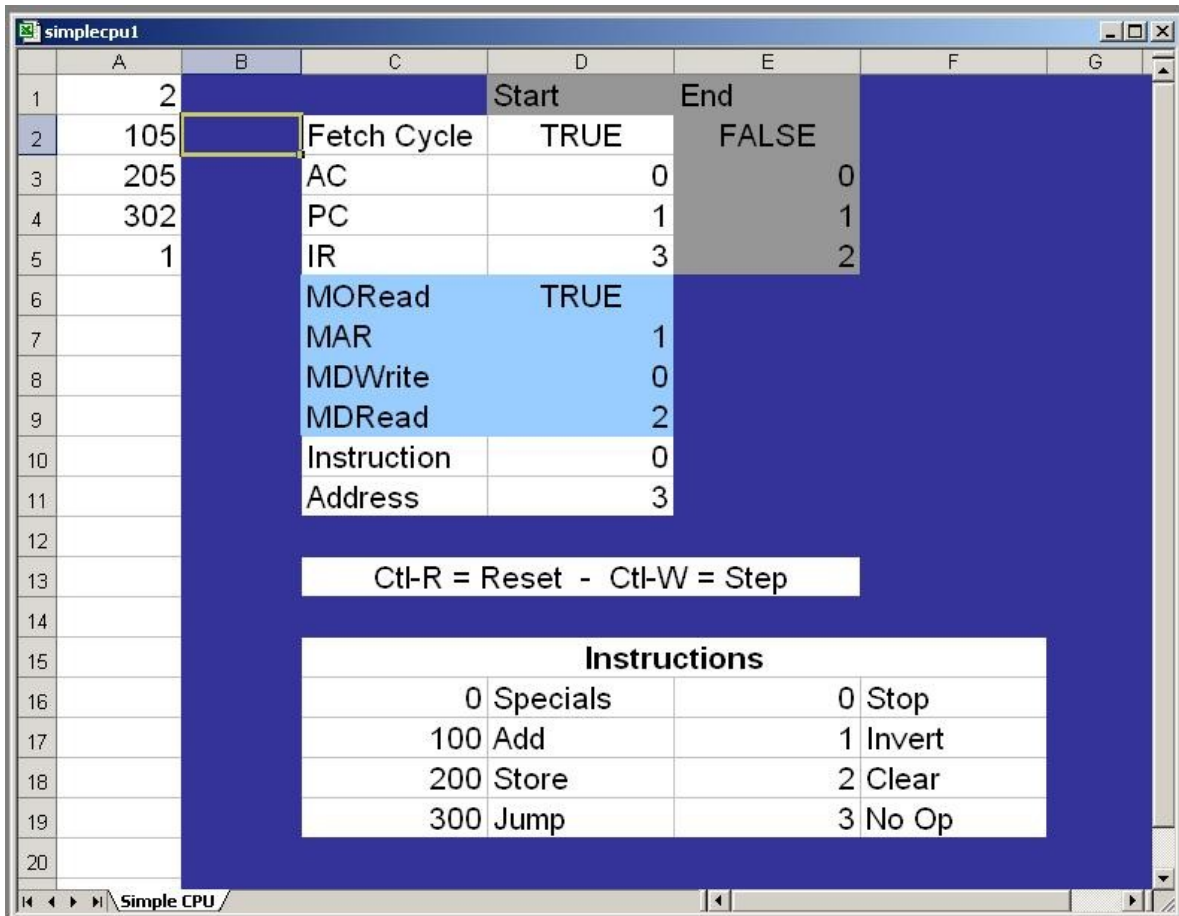 simplecpu1
A B C D E F G
1 2 Start End
2 105 Fetch Cycle TRUE FALSE
3 205 AC 0 0
4 302 PC 1 1
5 1 IR 3 2
6 MORead TRUE
7 MAR 1
8 MDWrite 0
9 MDRead 2
10 Instruction 0
11 Address 3
12
13 Ctl-R = Reset - Ctl-W = Step
14
15 Instructions
16 0 Specials 0 Stop
17 100 Add 1 Invert
18 200 Store 2 Clear
19 300 Jump 3 No Op
20
Simple CPU